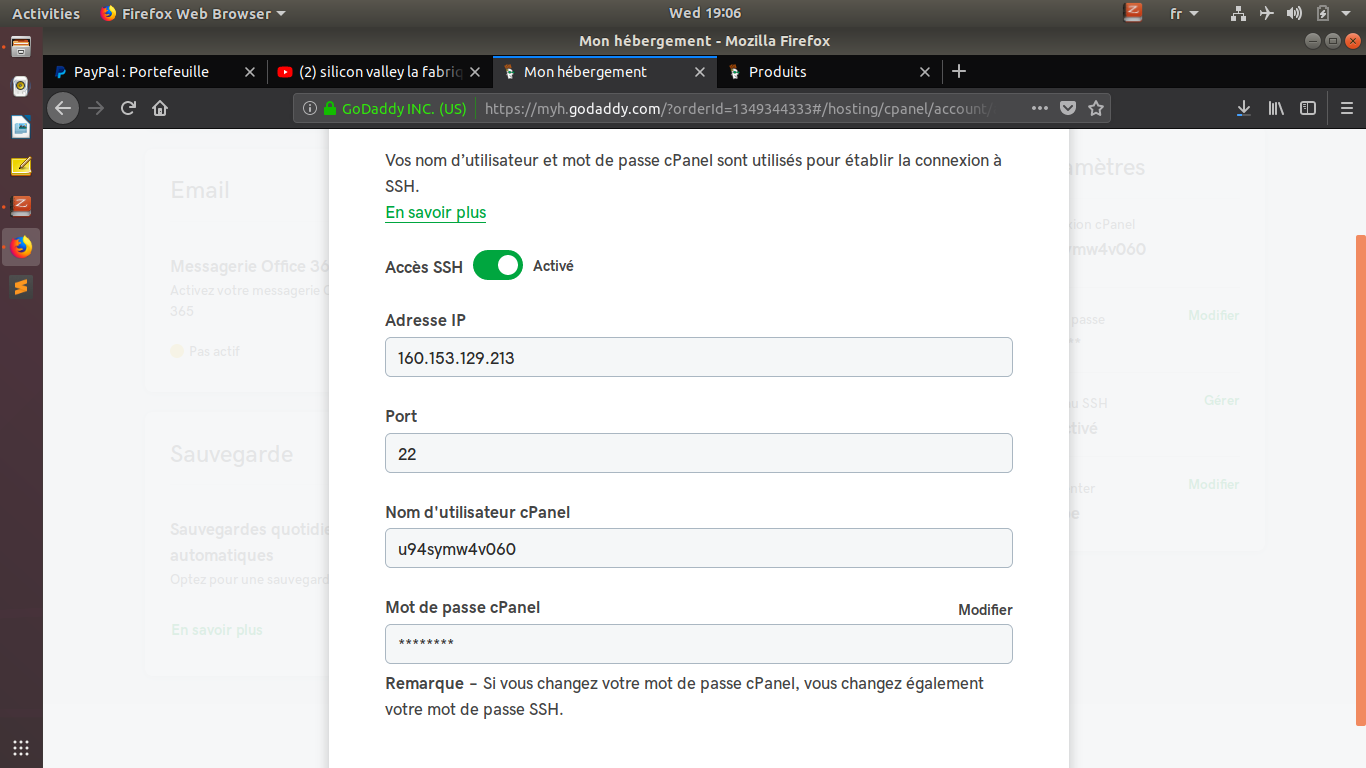 Activities Firefox Web Browser Wed 19:06 fr
Mon hébergement - Mozilla Firefox
PayPal : Portefeuille (2) silicon valley la fabriq Mon hébergement Produits
GoDaddy INC. (US) https://myh.godaddy.com/?orderId=1349344333#/hosting/cpanel/account/
Vos nom d'utilisateur et mot de passe cPanel sont utilisés pour établir la connexion à
SSH.
En savoir plus
Accès SSH Activé
Adresse IP
160.153.129.213
Port
22
Nom d'utilisateur cPanel
u94symw4v060
Mot de passe cPanel Modifier
********
Remarque – Si vous changez votre mot de passe cPanel, vous changez également
votre mot de passe SSH.
Email
Messagerie Office 36
Activez votre messagerie
365
Pas actif
Sauvegarde
Sauvegardes quotidie
automatiques
Optez pour une sauvegard
En savoir plus
mètres
xion cPanel
ymw4v060
passe Modifier
**
au SSH Gérer
ctivé
nter Modifier